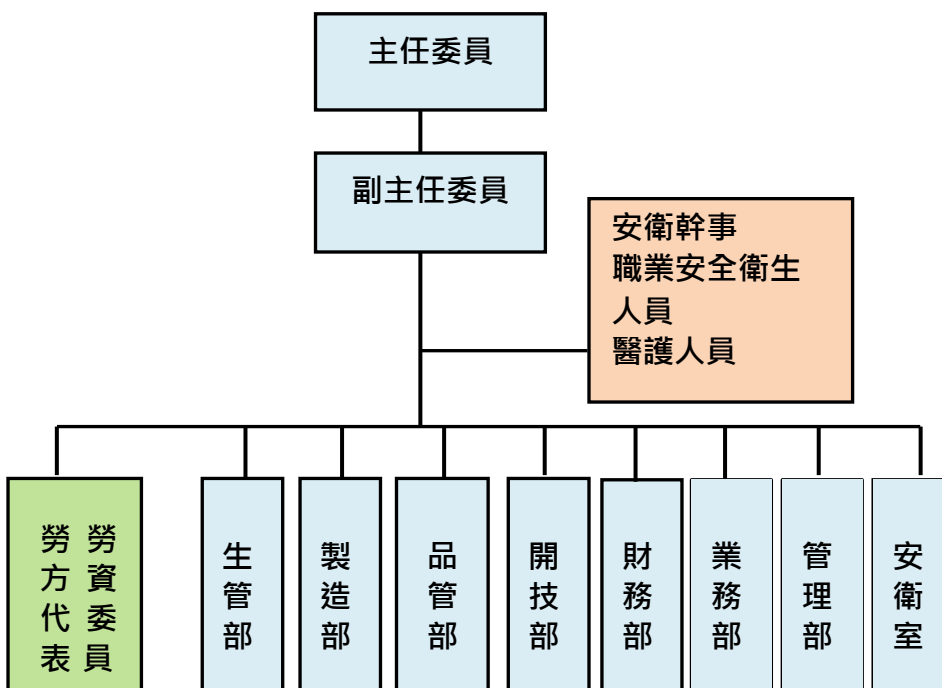 主任委員
副主任委員
安衛幹事
職業安全衛生
人員
醫護人員
勞資委員
勞方代表
生管部
製造部
品管部
開技部
財務部
業務部
管理部
安衛室